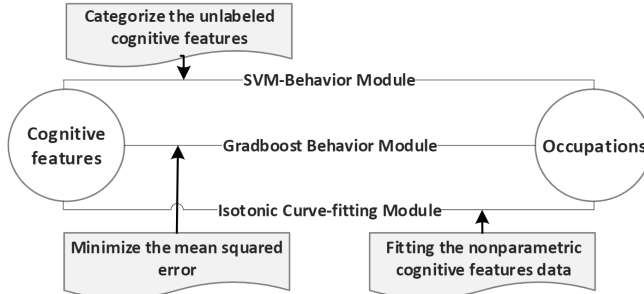 Categorize the unlabeled
cognitive features
SVM-Behavior Module
Cognitive
features
Gradboost Behavior Module
Occupations
Isotonic Curve-fitting Module
Minimize the mean squared
error
Fitting the nonparametric
cognitive features data